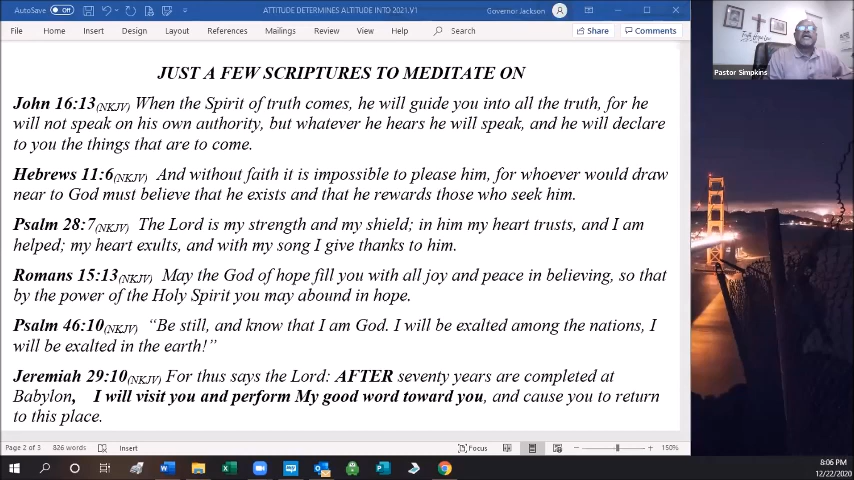 AutoSave Off
ATTITUDE DETERMINES ALTITUDE INTO 2021.V1
Governor Jackson
File Home Insert Draw Design Layout References Mailings Review View Help Search Share Comments
JUST A FEW SCRIPTURES TO MEDITATE ON
John 16:13(NKJV) When the Spirit of truth comes, he will guide you into all the truth, for he
will not speak on his own authority, but whatever he hears he will speak, and he will declare
to you the things that are to come.
Hebrews 11:6(NKJV) And without faith it is impossible to please him, for whoever would draw
near to God must believe that he exists and that he rewards those who seek him.
Psalm 28:7(NKJV) The Lord is my strength and my shield; in him my heart trusts, and I am
helped; my heart exults, and with my song I give thanks to him.
Romans 15:13(NKJV) May the God of hope fill you with all joy and peace in believing, so that
by the power of the Holy Spirit you may abound in hope.
Psalm 46:10(NKJV) “Be still, and know that I am God. I will be exalted among the nations, I
will be exalted in the earth!”
Jeremiah 29:10(NKJV) For thus says the Lord: AFTER seventy years are completed at
Babylon, I will visit you and perform My good word toward you, and cause you to return
to this place.
Page 2 of 3 826 words Insert Focus 150%
Pastor Simpkins
8:06 PM
12/22/2020